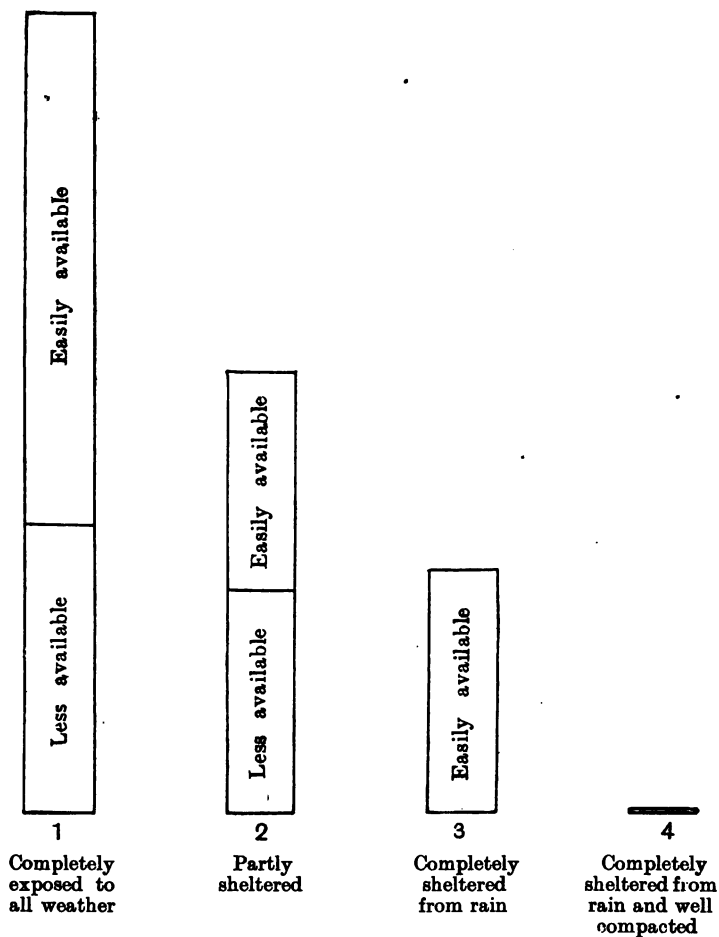 Easily available
Less available
Easily available
Less available
Easily available
1
Completely
exposed to
all weather
2
Partly
sheltered
3
Completely
sheltered
from rain
4
Completely
sheltered from
rain and well
compacted